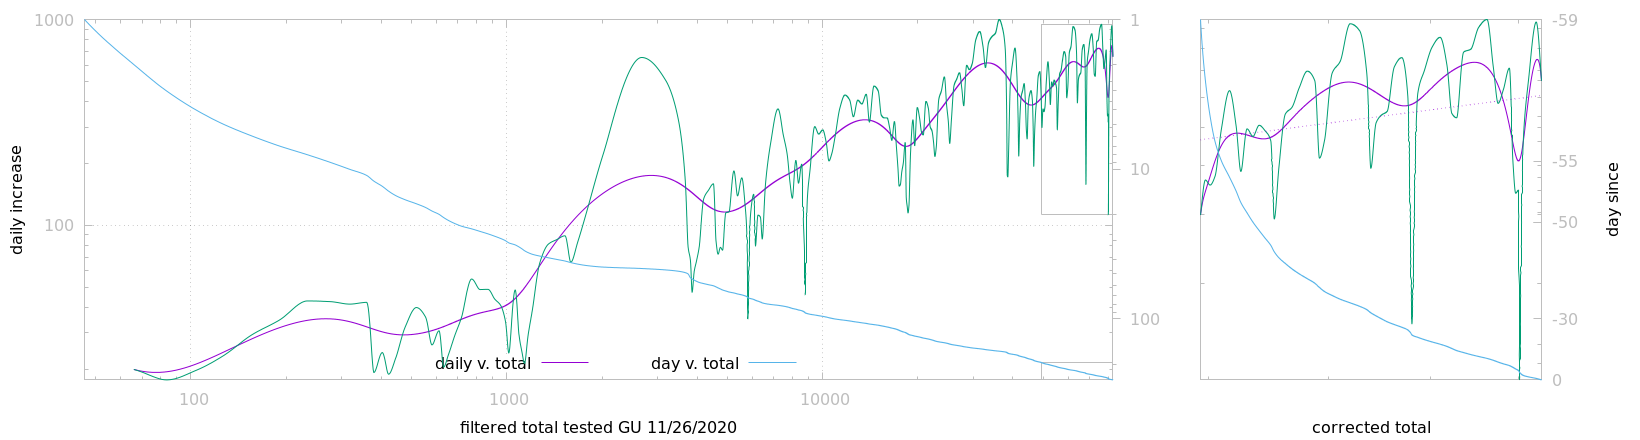 1000
100
daily increase
100
1000
10000
filtered total tested GU 11/26/2020
daily v. total
day v. total
1
10
100
-59
-55
-50
-30
0
day since
corrected total